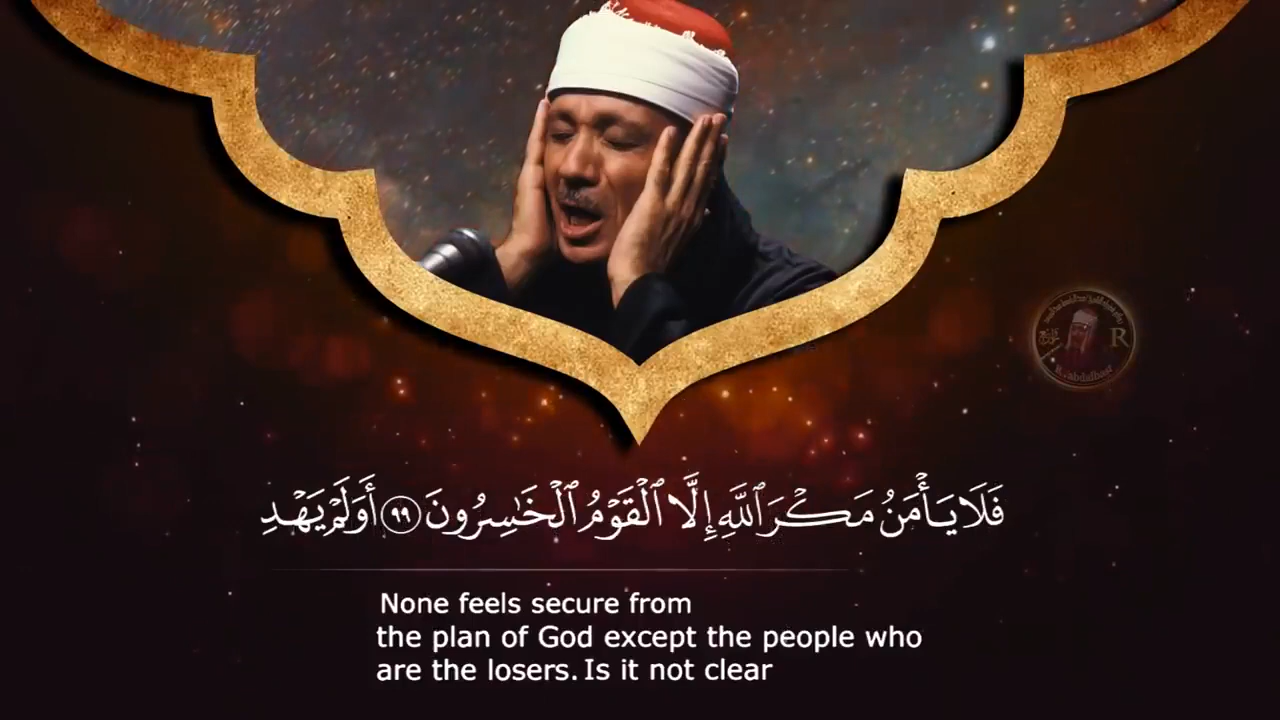 فَلَا يَأْمَنُ مَكْرَ ٱللَّهِ إِلَّا ٱلْقَوْمُ ٱلْخَٰسِرُونَ ٩٩ أَوَلَمْ يَهْدِ
None feels secure from
the plan of God except the people who
are the losers. Is it not clear
R